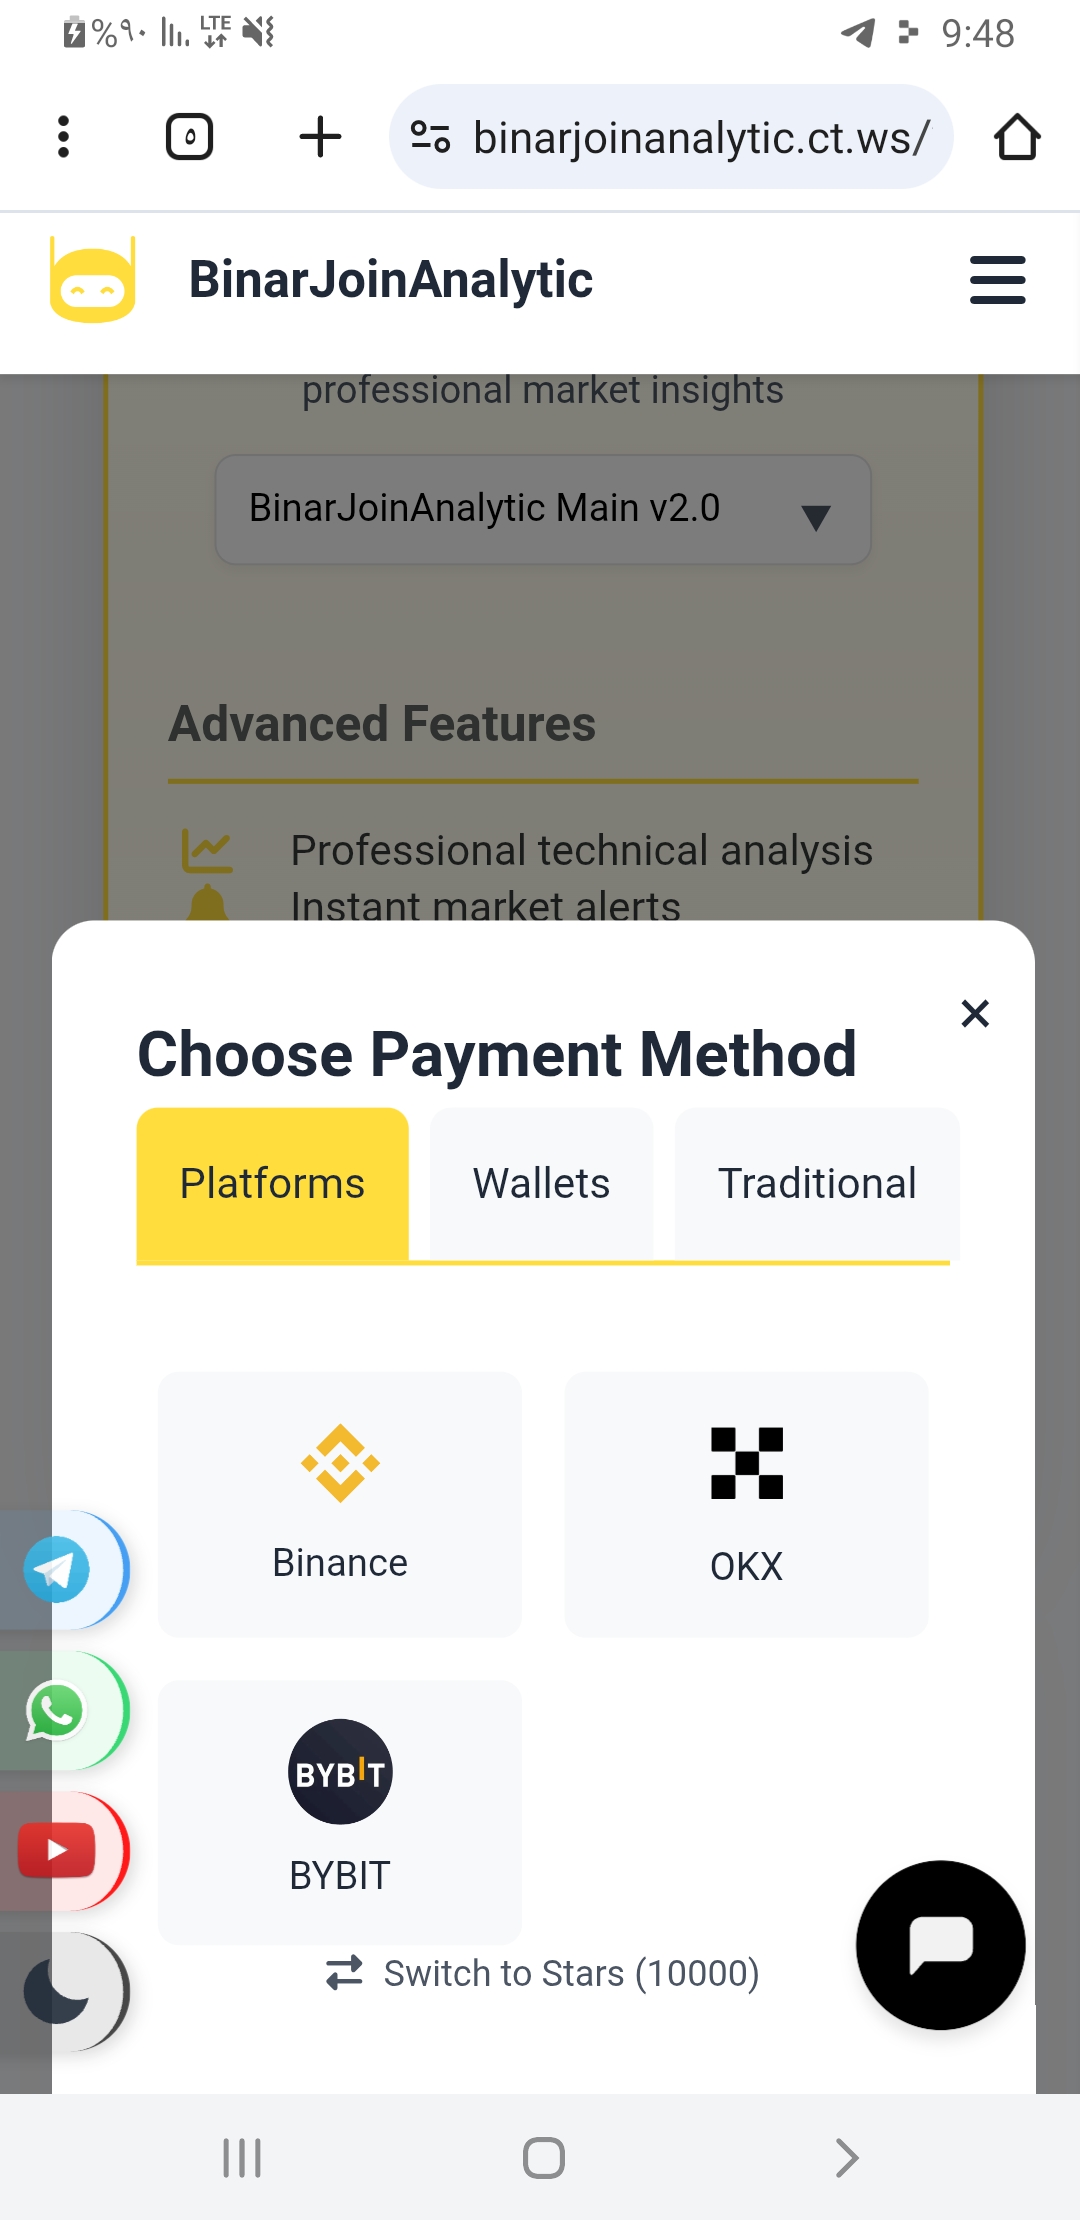 %٩٠ LTE 9:48
٥ binarjoinanalytic.ct.ws/
BinarJoinAnalytic
professional market insights
BinarJoinAnalytic Main v2.0
Advanced Features
Professional technical analysis
Instant market alerts
Choose Payment Method
Platforms Wallets Traditional
Binance OKX
BYBIT
BYBIT
Switch to Stars (10000)